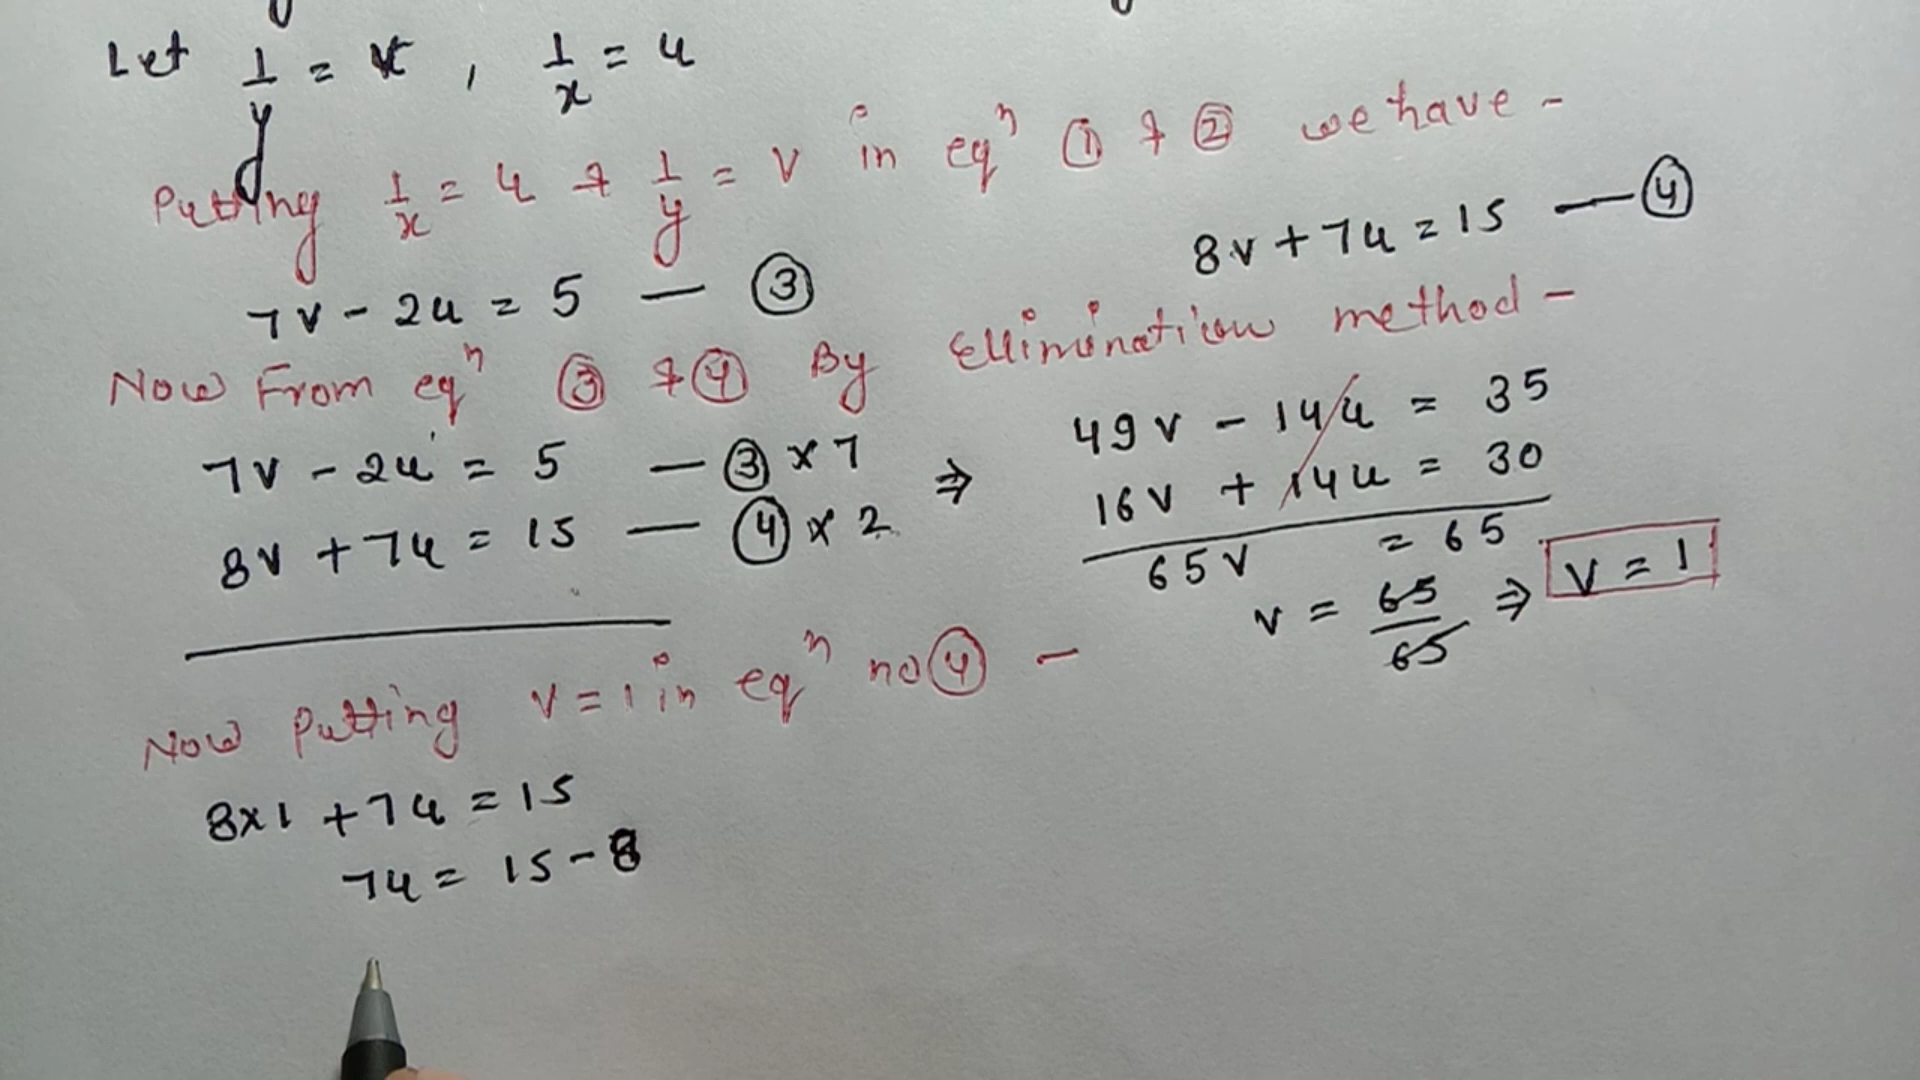 Let 1/y = v , 1/x = u
Putting 1/x = u & 1/y = v in eqⁿ ① & ② we have -
7v - 2u = 5 — ③
8v + 7u = 15 — ④
Now From eqⁿ ③ & ④ By Ellimination method -
7v - 2u = 5 — ③ × 7
8v + 7u = 15 — ④ × 2
⇒ 49v - 14u = 35
16v + 14u = 30
65v = 65
v = 65/65 ⇒ v = 1
Now Putting v = 1 in eqⁿ no ④ -
8×1 + 7u = 15
7u = 15 - 8